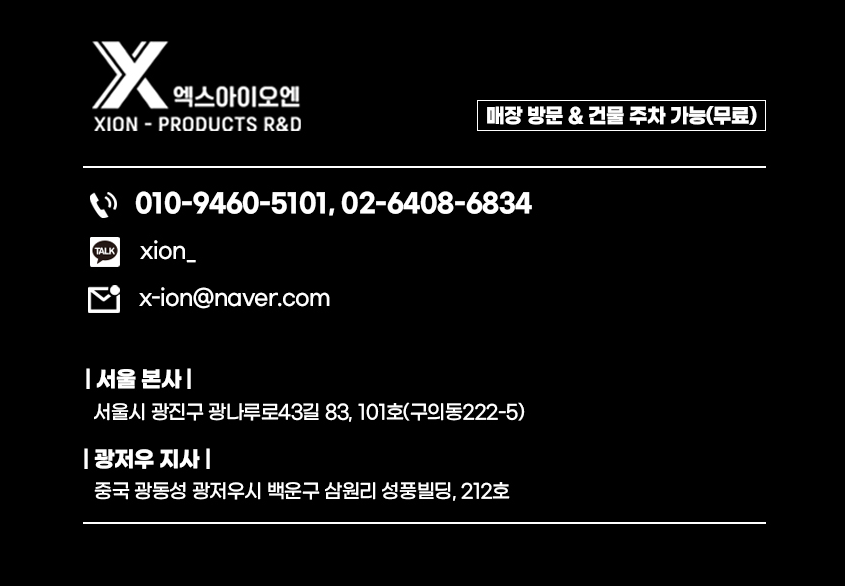 엑스아이오엔
XION - PRODUCTS R&D
매장 방문 & 건물 주차 가능(무료)
010-9460-5101, 02-6408-6834
TALK
xion_
x-ion@naver.com
| 서울 본사 |
서울시 광진구 광나루로43길 83, 101호(구의동222-5)
| 광저우 지사 |
중국 광동성 광저우시 백운구 삼원리 성풍빌딩, 212호